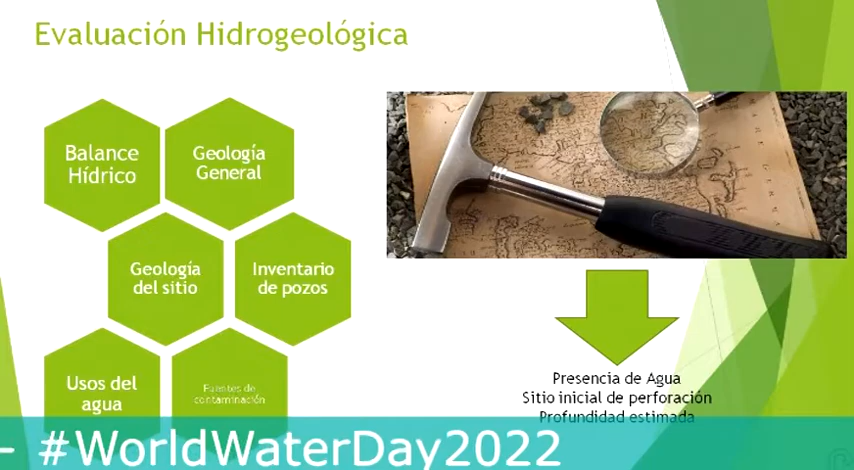 Evaluación Hidrogeológica
Balance
Hídrico
Geología
General
Geología
del sitio
Inventario
de pozos
Usos del
agua
Fuentes de
contaminación
Presencia de Agua
Sitio inicial de perforación
Profundidad estimada
- #WorldWaterDay2022